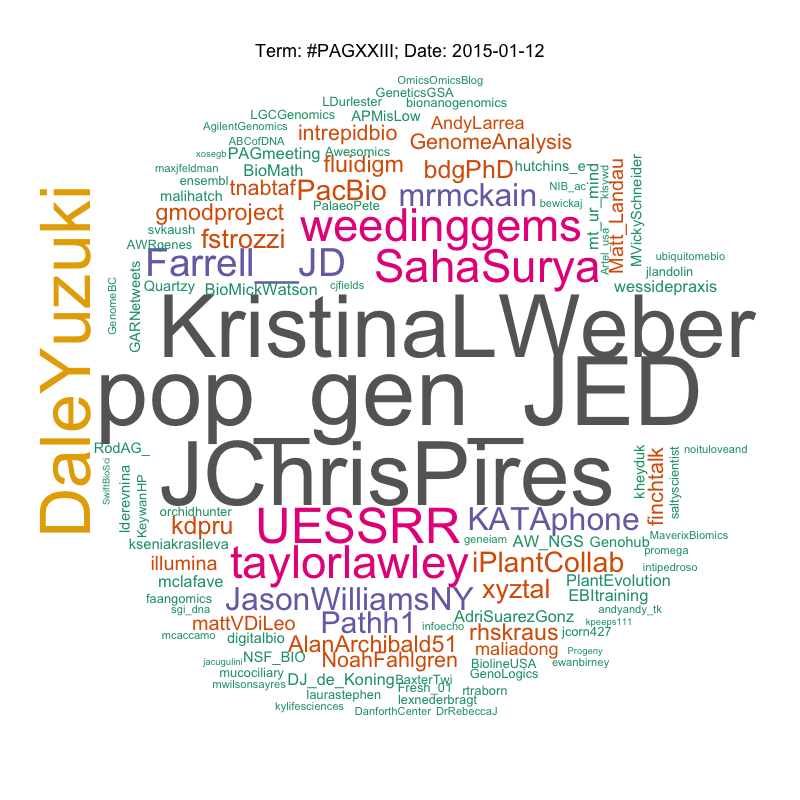 Term: #PAGXXIII; Date: 2015-01-12
OmicsOmicsBlog
GeneticsGSA
LDurlester
bionanogenomics
LGCGenomics
APMisLow
AndyLarrea
AgilentGenomics
intrepidbio
GenomeAnalysis
ABCofDNA
Awesomics
xosegb
PAGmeeting
fluidigm
bdgPhD
hutchins_e
maxjfeldman
BioMath
ensembl
tnabtaf
PacBio
mrmckain
NIB_ac
klsywd
malihatch
PalaeoPete
bewickaj
mt_ur_mind
Matt_Landau
MVickySchneider
gmodproject
weedinggems
svkaush
fstrozzi
AWRgenes
Artel_usa
ubiquitomebio
Farrell__JD
SahaSurya
jlandolin
Quartzy
BioMickWatson
cjfields
wessidepraxis
GARNetweets
GenomeBC
DaleYuzuki
KristinaLWeber
pop_gen_JED
JChrisPires
RodAG_
noituloveand
SwiftBioSci
lderevnina
KeywanHP
kheyduk
finchtalk
saltyscientist
orchidhunter
kdpru
UESSRR
KATAphone
MaverixBiomics
kseniakrasileva
geneiam
AW_NGS
Genohub
promega
illumina
taylorlawley
iPlantCollab
intipedroso
mclafave
PlantEvolution
faangomics
JasonWilliamsNY
xyztal
EBItraining
sgi_dna
andyandy_tk
mattVDiLeo
Pathh1
infoecho
AdriSuarezGonz
kpeeps111
mcaccamo
digitalbio
AlanArchibald51
rhskraus
jcorn427
NSF_BIO
NoahFahlgren
maliadong
Progeny
jacugulini
BiolineUSA
ewanbirney
mucociliary
DJ_de_Koning
BaxterTwi
GenoLogics
mwilsonsayres
Fresh_01
rtraborn
laurastephen
lexnederbragt
kylifesciences
DanforthCenter
DrRebeccaJ